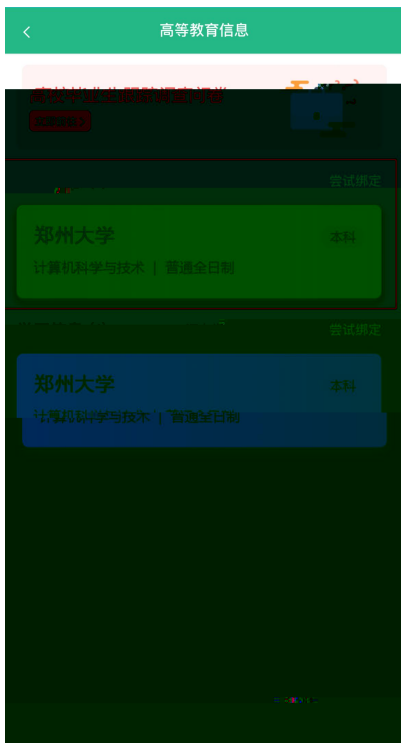 高等教育信息
高校毕业生跟踪调查问卷
尝试绑定
郑州大学
本科
计算机科学与技术 | 普通全日制
尝试绑定
郑州大学
本科
计算机科学与技术 | 普通全日制